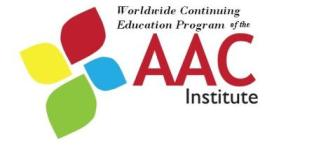 Worldwide Continuing
Education Program of the
AAC
Institute